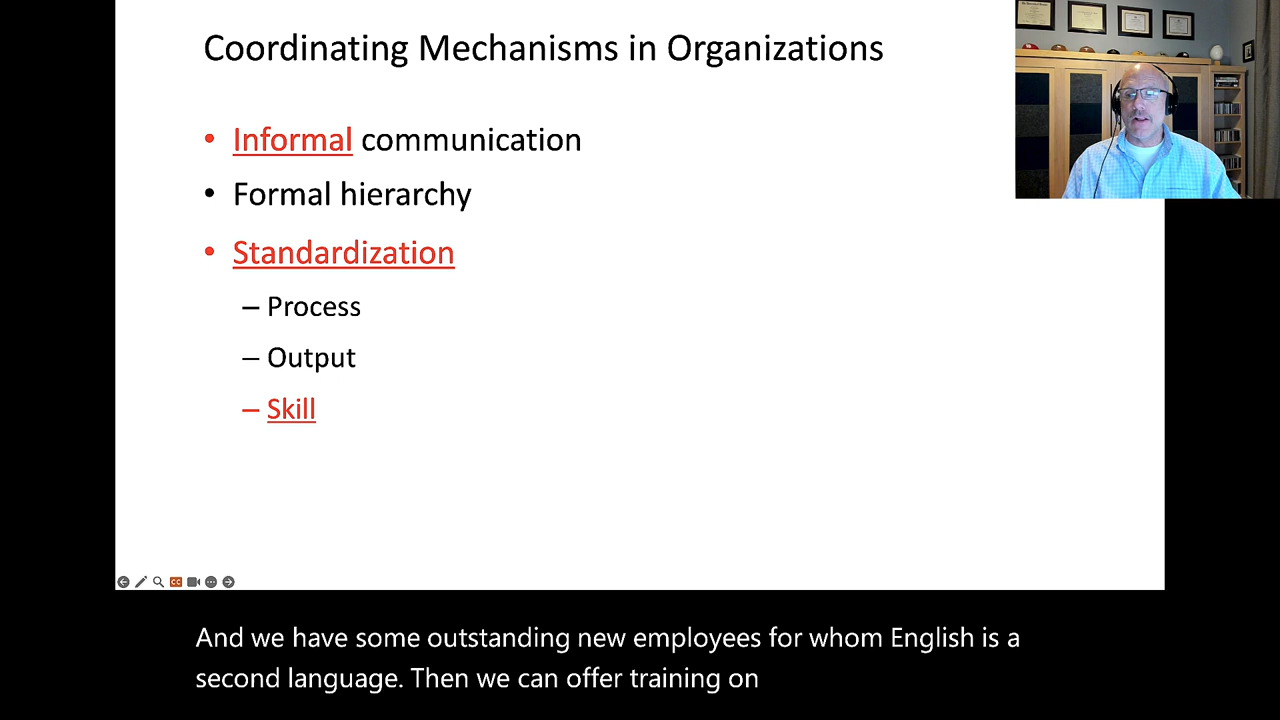 Coordinating Mechanisms in Organizations
• Informal communication
• Formal hierarchy
• Standardization
– Process
– Output
– Skill
CC
And we have some outstanding new employees for whom English is a
second language. Then we can offer training on